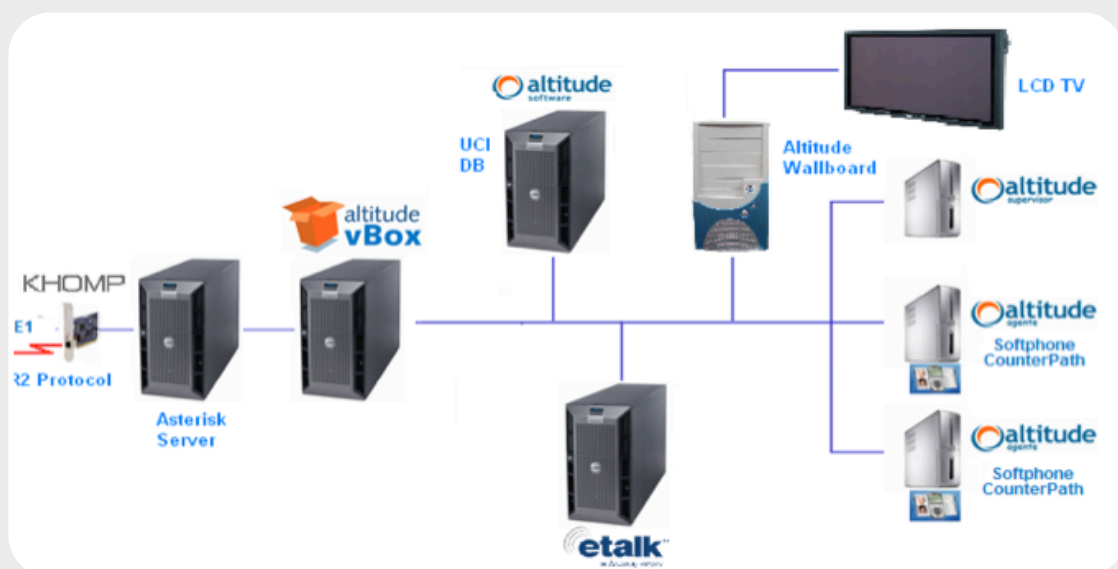 altitude
software
UCI
DB
LCD TV
Altitude
Wallboard
altitude
supervisor
altitude
vBox
KHOMP
E1
R2 Protocol
Asterisk
Server
altitude
agente
Softphone
CounterPath
altitude
agente
Softphone
CounterPath
etalk